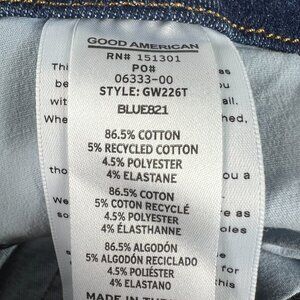 GOOD AMERICAN
RN# 151301
PO#
06333-00
STYLE: GW226T
BLUE821
86.5% COTTON
5% RECYCLED COTTON
4.5% POLYESTER
4% ELASTANE
86.5% COTON
5% COTON RECYCLÉ
4.5% POLYESTER
4% ÉLASTHANNE
86.5% ALGODÓN
5% ALGODÓN RECICLADO
4.5% POLIÉSTER
4% ELASTANO
MADE IN